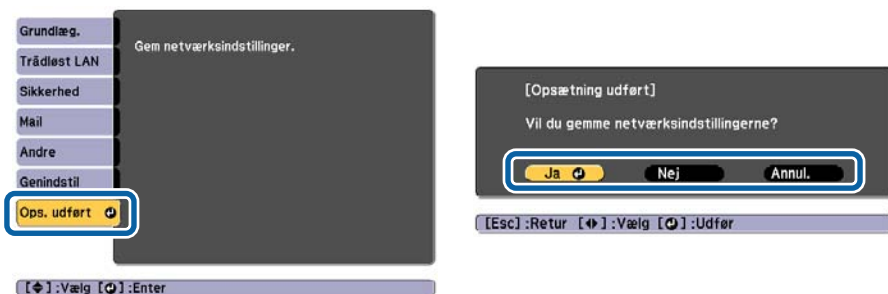 Grundlæg.
Trådløst LAN
Sikkerhed
Mail
Andre
Genindstil
Ops. udført
Gem netværksindstillinger.
[◆]:Vælg [⏎]:Enter
[Opsætning udført]
Vil du gemme netværksindstillingerne?
Ja Nej Annul.
[Esc]:Retur [◀▶]:Vælg [⏎]:Udfør